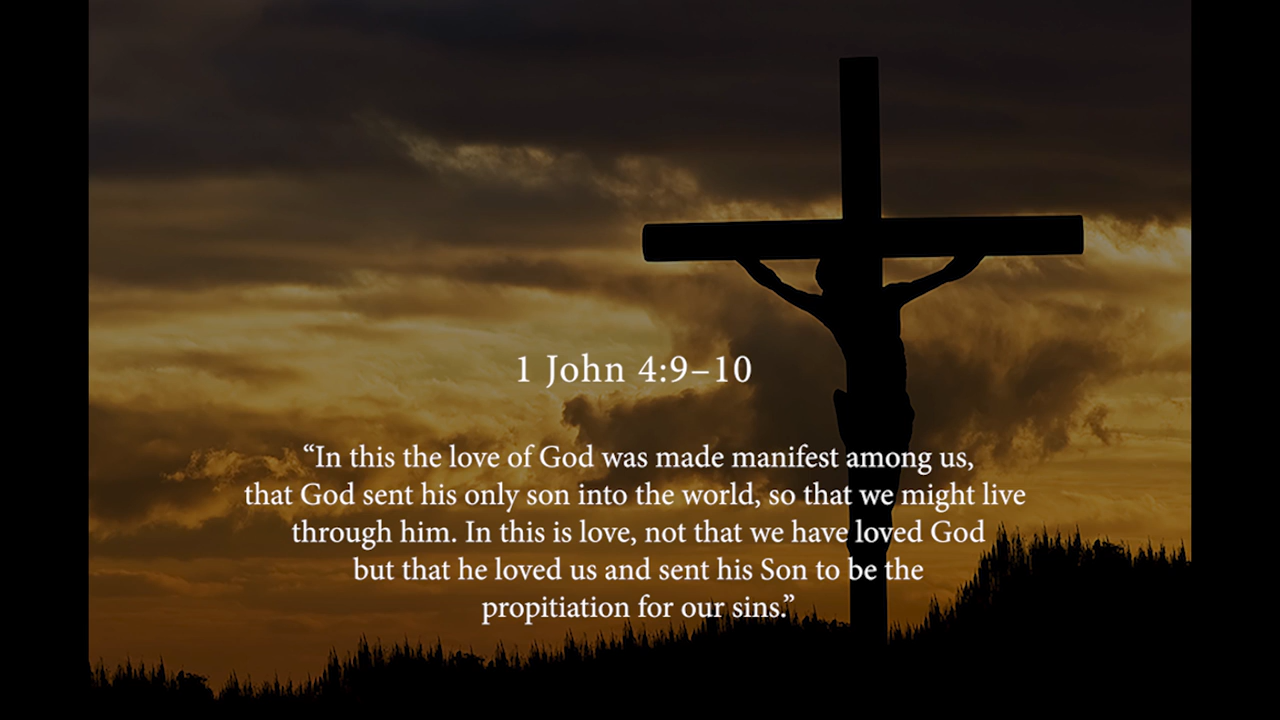 1 John 4:9–10
“In this the love of God was made manifest among us,
that God sent his only son into the world, so that we might live
through him. In this is love, not that we have loved God
but that he loved us and sent his Son to be the
propitiation for our sins.”